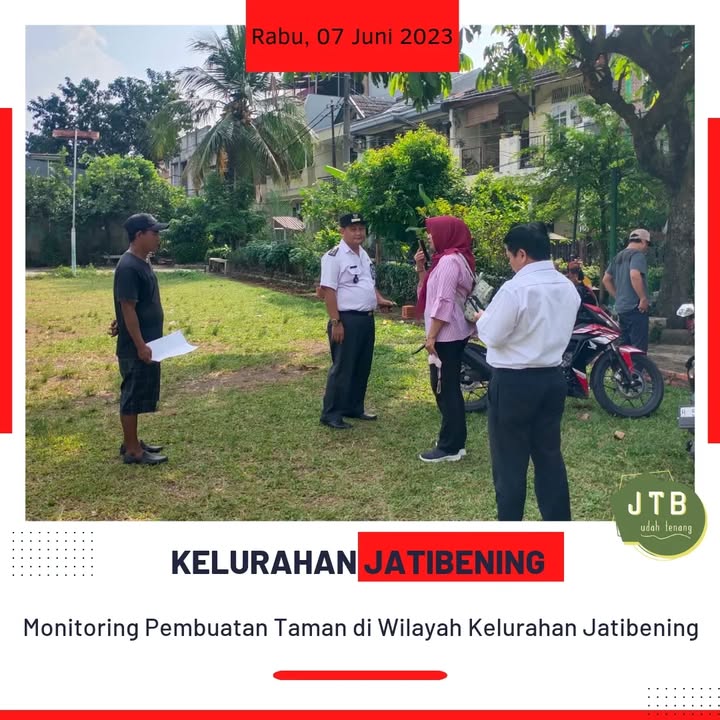 Rabu, 07 Juni 2023
JTB
udah tenang
KELURAHAN JATIBENING
Monitoring Pembuatan Taman di Wilayah Kelurahan Jatibening